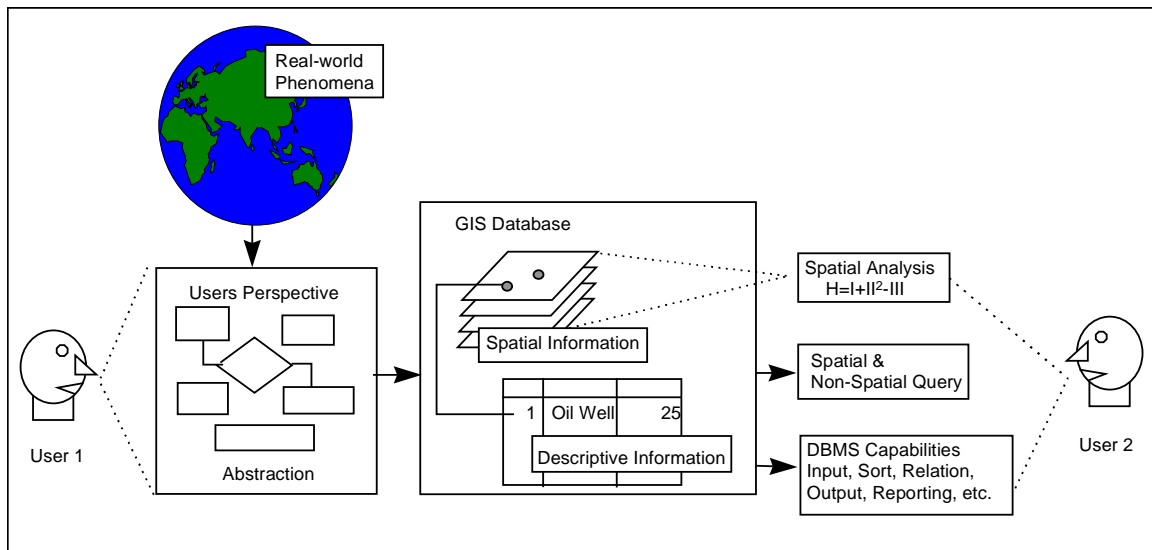 Real-world
Phenomena
GIS Database
Users Perspective
Spatial Analysis
H=I+II²-III
Spatial Information
Spatial &
Non-Spatial Query
1 Oil Well 25
User 1
Abstraction
Descriptive Information
DBMS Capabilities
Input, Sort, Relation,
Output, Reporting, etc.
User 2